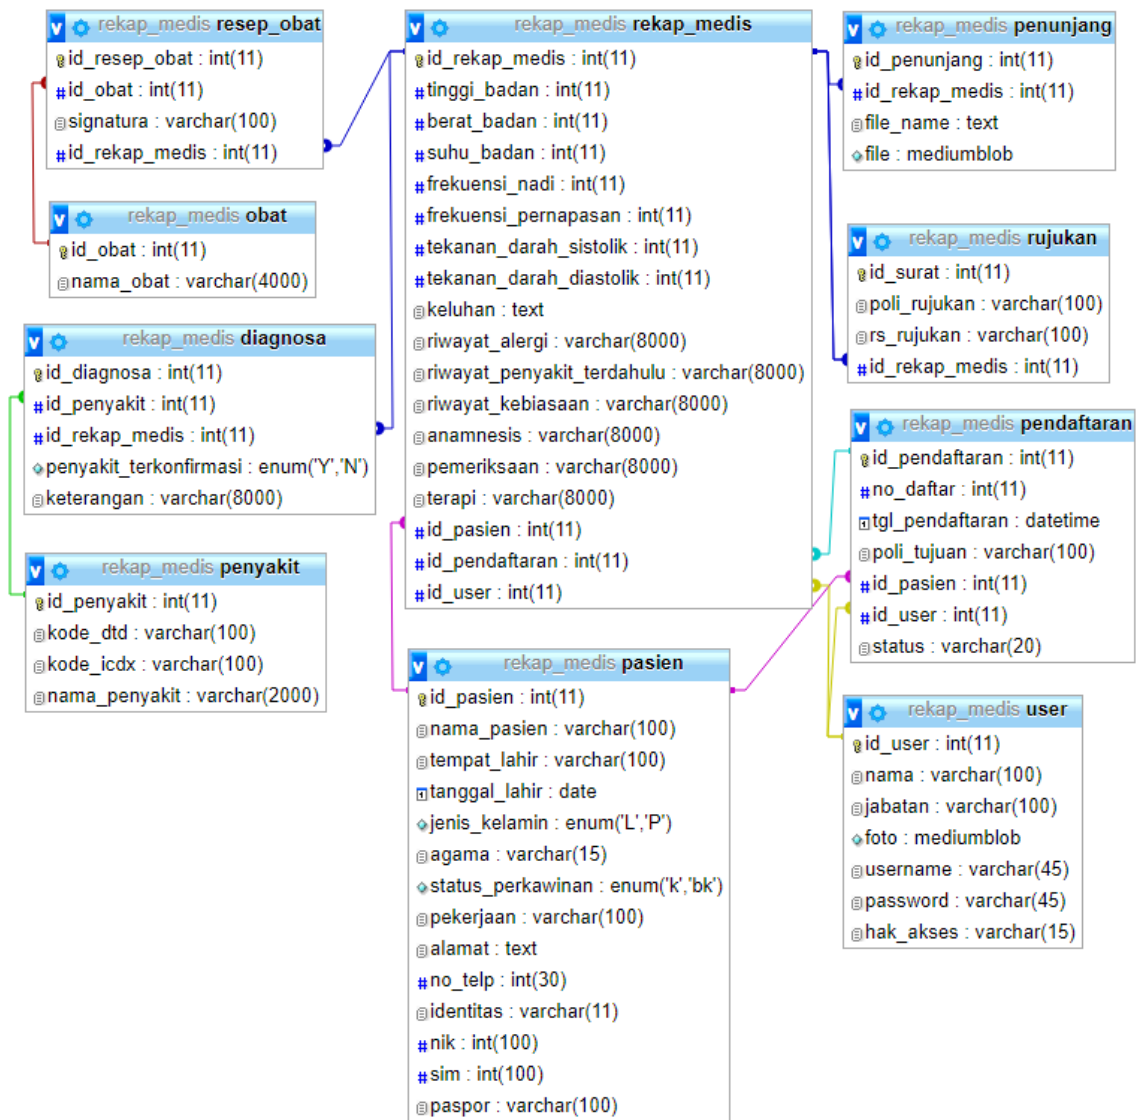 rekap_medis resep_obat
id_resep_obat : int(11)
id_obat : int(11)
signatura : varchar(100)
id_rekap_medis : int(11)
rekap_medis obat
id_obat : int(11)
nama_obat : varchar(4000)
rekap_medis diagnosa
id_diagnosa : int(11)
id_penyakit : int(11)
id_rekap_medis : int(11)
penyakit_terkonfirmasi : enum('Y','N')
keterangan : varchar(8000)
rekap_medis penyakit
id_penyakit : int(11)
kode_dtd : varchar(100)
kode_icdx : varchar(100)
nama_penyakit : varchar(2000)
rekap_medis rekap_medis
id_rekap_medis : int(11)
tinggi_badan : int(11)
berat_badan : int(11)
suhu_badan : int(11)
frekuensi_nadi : int(11)
frekuensi_pernapasan : int(11)
tekanan_darah_sistolik : int(11)
tekanan_darah_diastolik : int(11)
keluhan : text
riwayat_alergi : varchar(8000)
riwayat_penyakit_terdahulu : varchar(8000)
riwayat_kebiasaan : varchar(8000)
anamnesis : varchar(8000)
pemeriksaan : varchar(8000)
terapi : varchar(8000)
id_pasien : int(11)
id_pendaftaran : int(11)
id_user : int(11)
rekap_medis pasien
id_pasien : int(11)
nama_pasien : varchar(100)
tempat_lahir : varchar(100)
tanggal_lahir : date
jenis_kelamin : enum('L','P')
agama : varchar(15)
status_perkawinan : enum('k','bk')
pekerjaan : varchar(100)
alamat : text
no_telp : int(30)
identitas : varchar(11)
nik : int(100)
sim : int(100)
paspor : varchar(100)
rekap_medis penunjang
id_penunjang : int(11)
id_rekap_medis : int(11)
file_name : text
file : mediumblob
rekap_medis rujukan
id_surat : int(11)
poli_rujukan : varchar(100)
rs_rujukan : varchar(100)
id_rekap_medis : int(11)
rekap_medis pendaftaran
id_pendaftaran : int(11)
no_daftar : int(11)
tgl_pendaftaran : datetime
poli_tujuan : varchar(100)
id_pasien : int(11)
id_user : int(11)
status : varchar(20)
rekap_medis user
id_user : int(11)
nama : varchar(100)
jabatan : varchar(100)
foto : mediumblob
username : varchar(45)
password : varchar(45)
hak_akses : varchar(15)